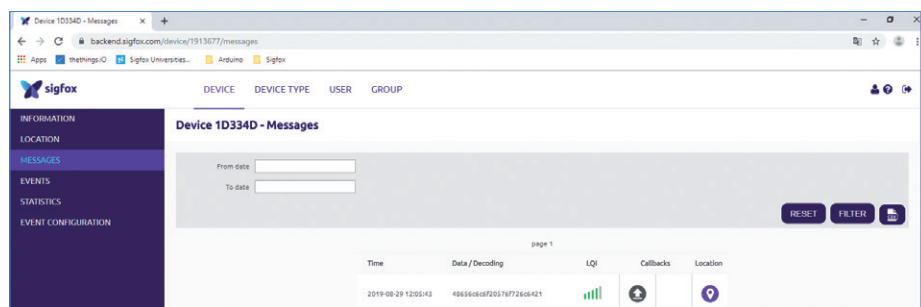 Device 1D334D - Messages
backend.sigfox.com/device/1913677/messages
Apps thethings.iO Sigfox Universities... Arduino Sigfox
sigfox DEVICE DEVICE TYPE USER GROUP
INFORMATION
LOCATION
MESSAGES
EVENTS
STATISTICS
EVENT CONFIGURATION
Device 1D334D - Messages
From date
To date
RESET FILTER
page 1
Time Data / Decoding LQI Callbacks Location
2019-08-29 12:05:43 48656c6c6f20576f726c6421